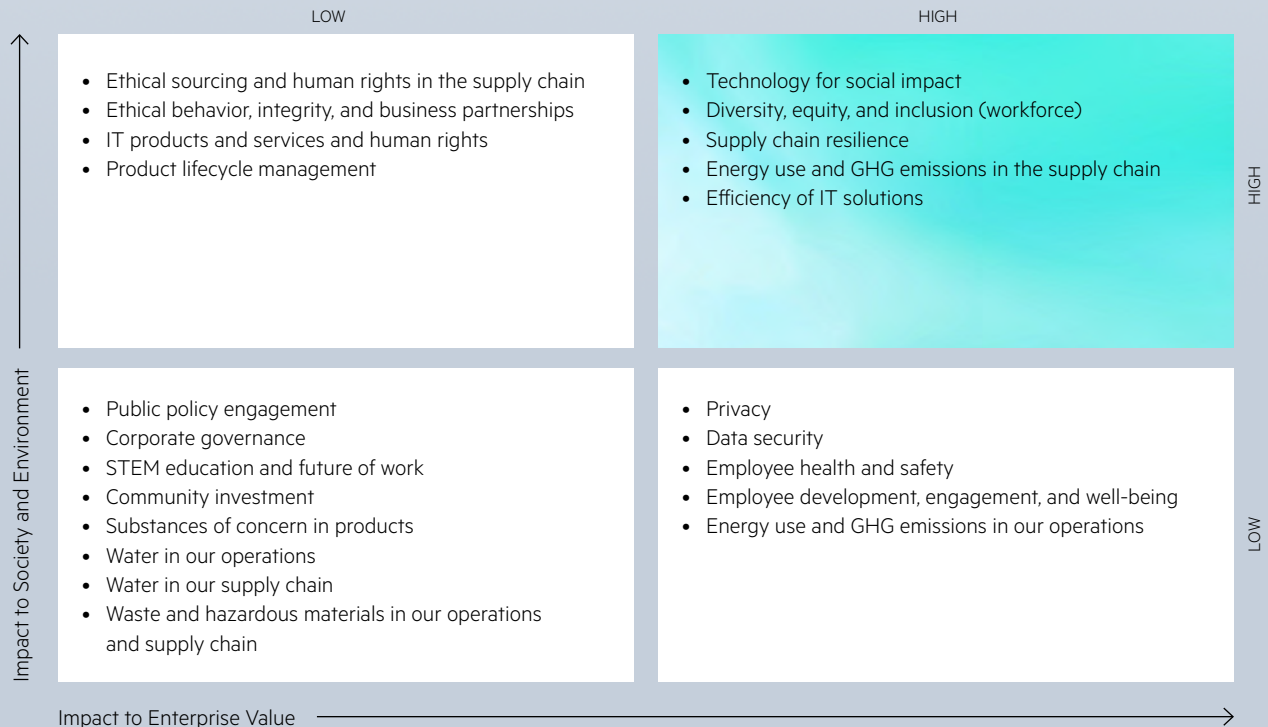 LOW
HIGH
• Ethical sourcing and human rights in the supply chain
• Ethical behavior, integrity, and business partnerships
• IT products and services and human rights
• Product lifecycle management
• Technology for social impact
• Diversity, equity, and inclusion (workforce)
• Supply chain resilience
• Energy use and GHG emissions in the supply chain
• Efficiency of IT solutions
HIGH
Impact to Society and Environment
• Public policy engagement
• Corporate governance
• STEM education and future of work
• Community investment
• Substances of concern in products
• Water in our operations
• Water in our supply chain
• Waste and hazardous materials in our operations
and supply chain
• Privacy
• Data security
• Employee health and safety
• Employee development, engagement, and well-being
• Energy use and GHG emissions in our operations
LOW
Impact to Enterprise Value